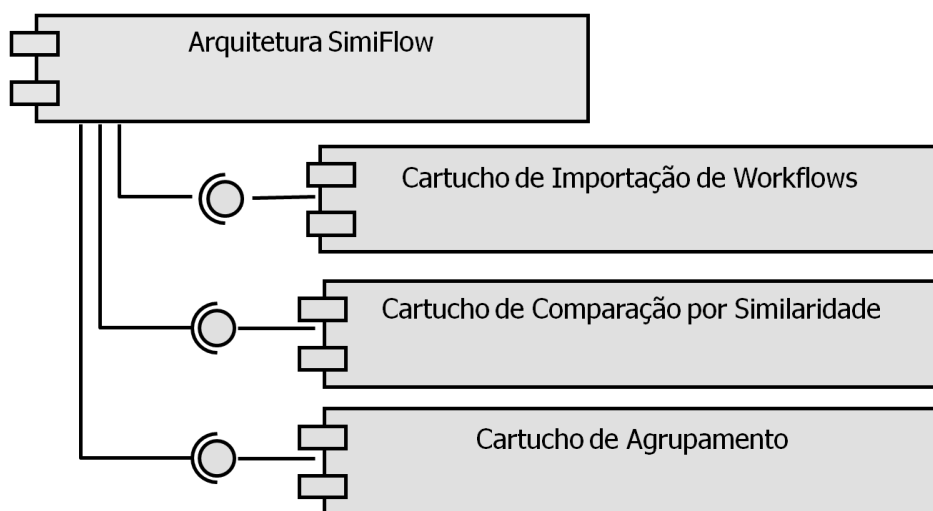 Arquitetura SimiFlow
Cartucho de Importação de Workflows
Cartucho de Comparação por Similaridade
Cartucho de Agrupamento